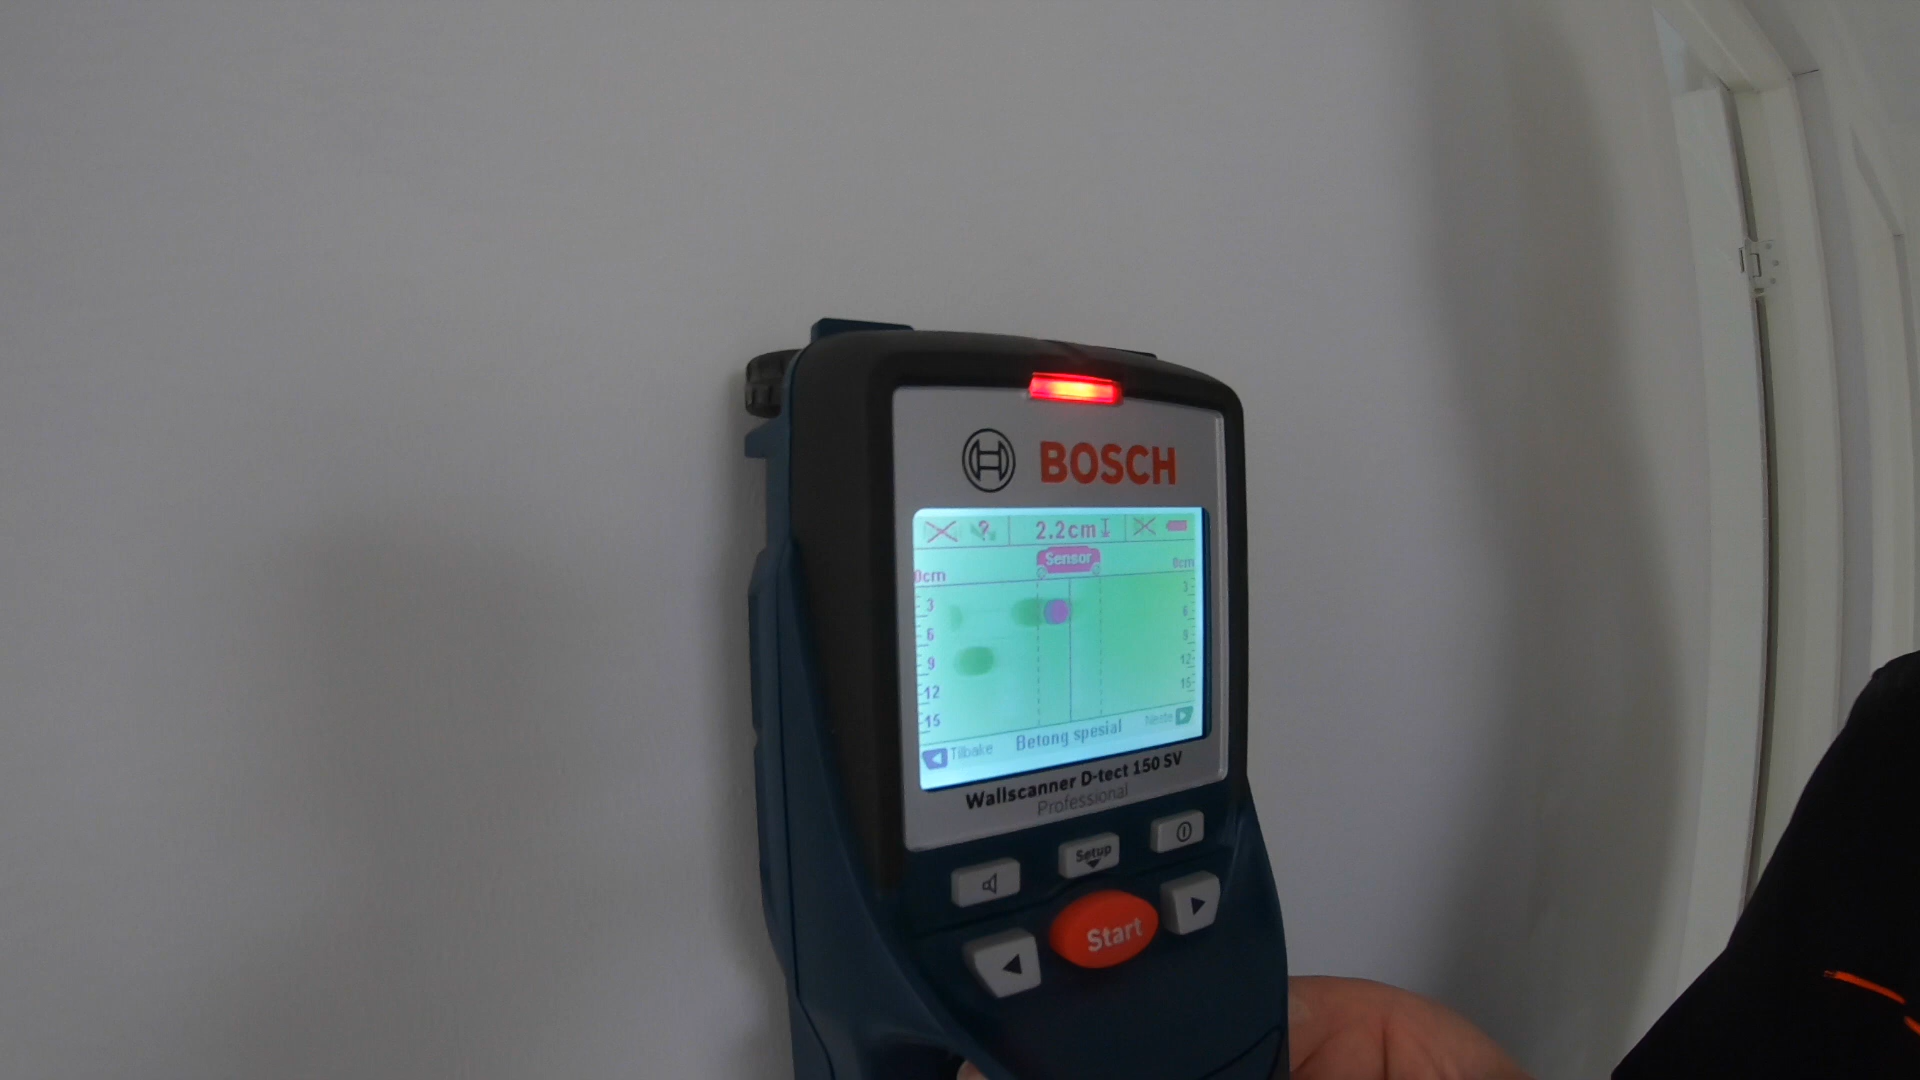 BOSCH
? 2.2cm
Sensor
0cm 0cm
3 3
6 6
9 9
12 12
15 15
Tilbake Betong spesial Neste
Wallscanner D-tect 150 SV
Professional
Setup
Start